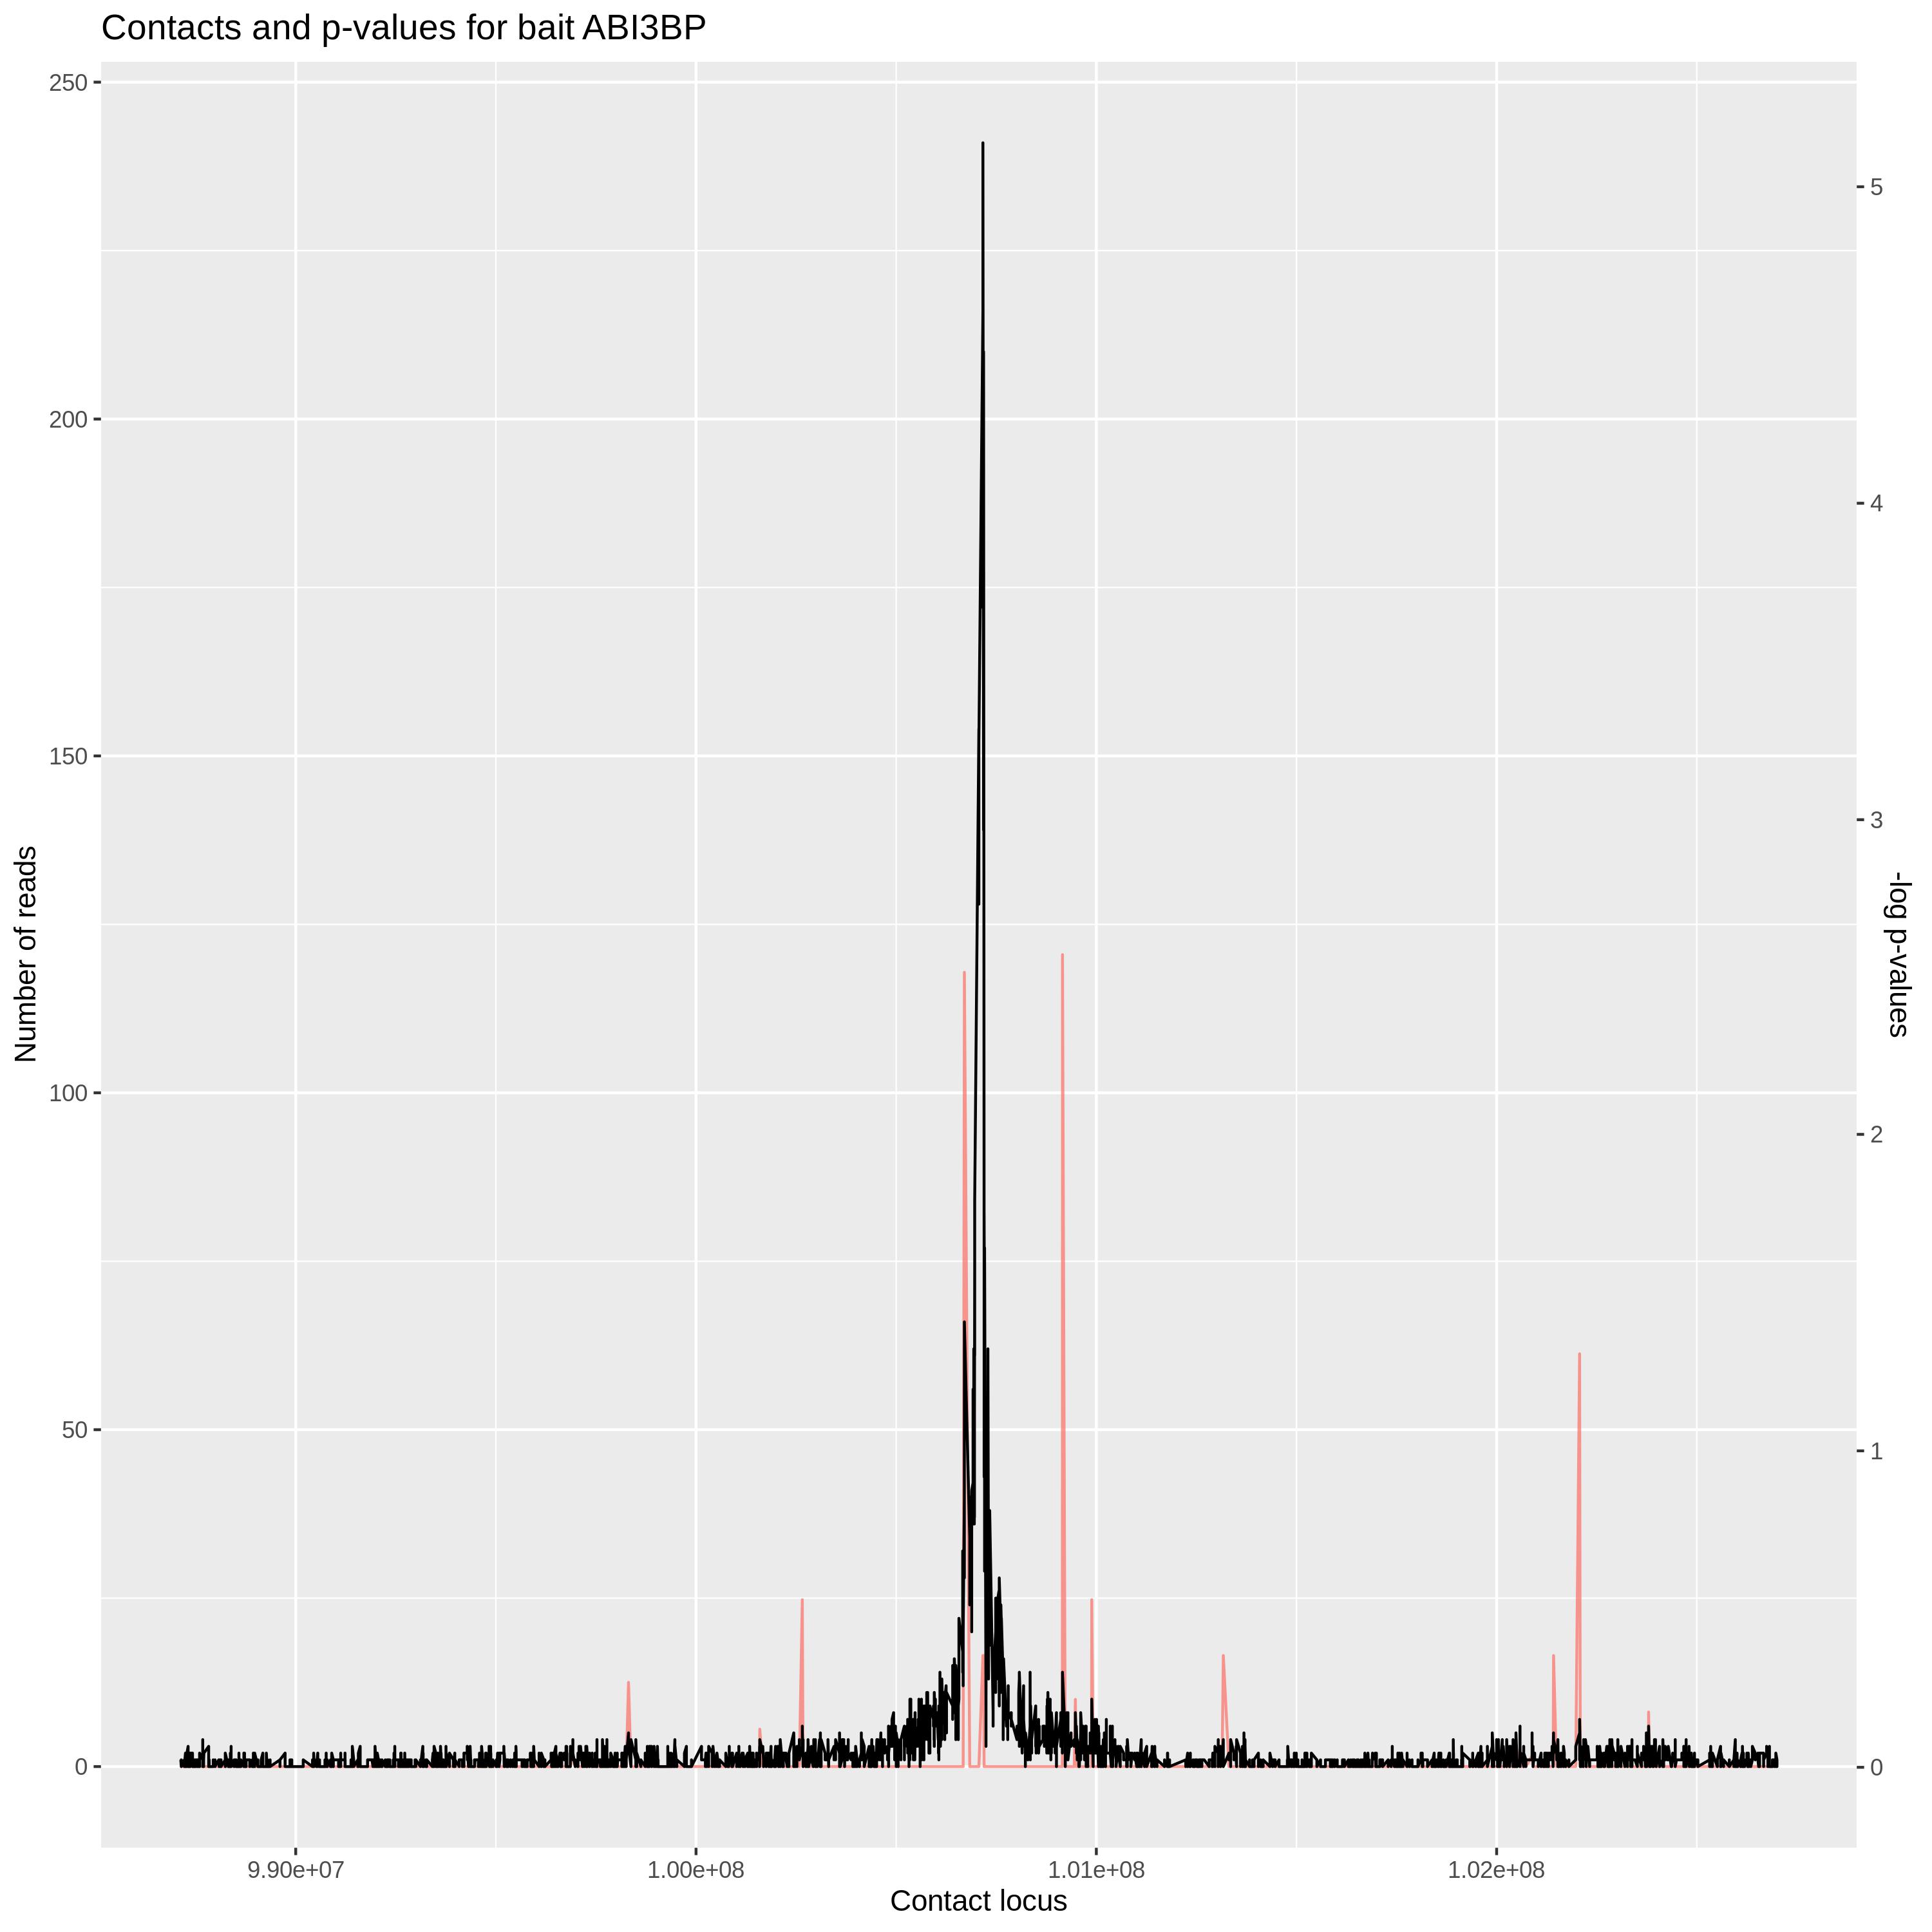 Contacts and p-values for bait ABI3BP
250
200
150
100
50
0
Number of reads
5
4
3
2
1
0
-log p-values
9.90e+07
1.00e+08
1.01e+08
1.02e+08
Contact locus